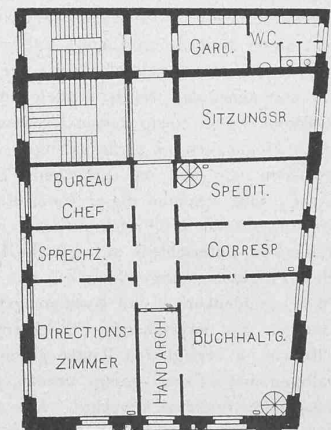 GARD.
W.C.
SITZUNGSR
BUREAU
CHEF
SPEDIT.
SPRECHZ.
CORRESP
DIRECTIONS-
ZIMMER
HANDARCH.
BUCHHALTG.